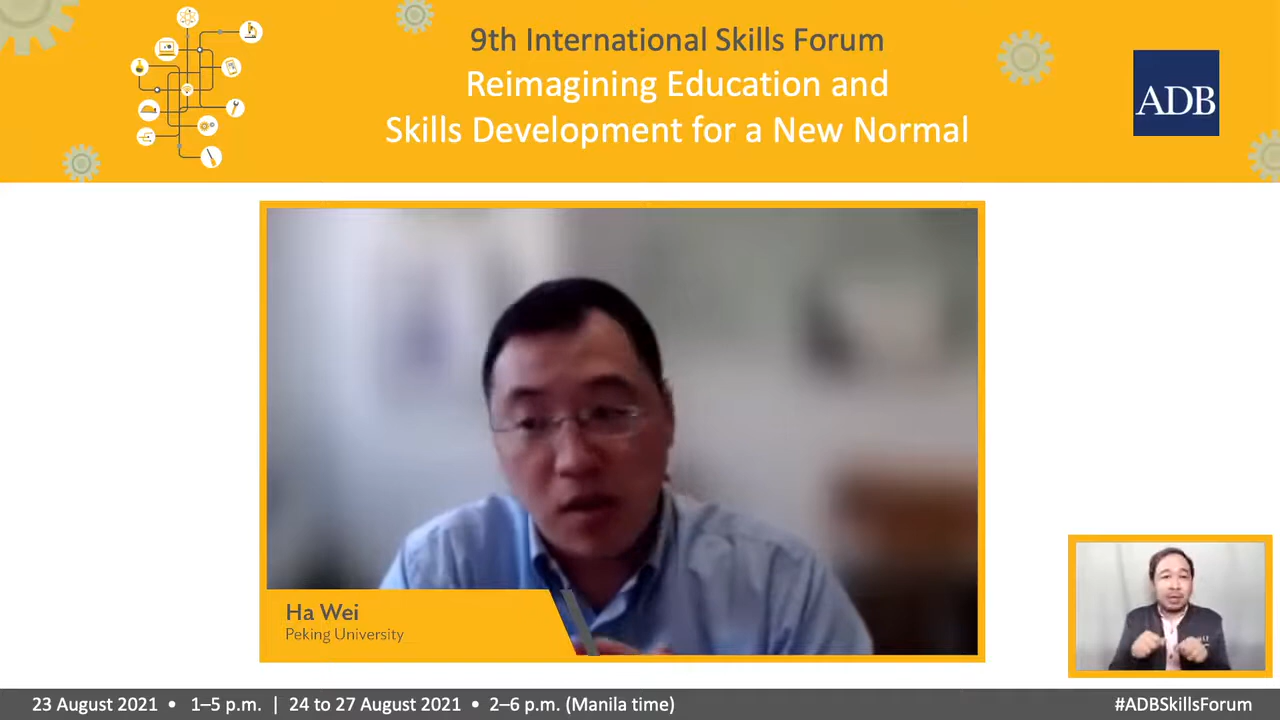 9th International Skills Forum
Reimagining Education and
Skills Development for a New Normal
ADB
Ha Wei
Peking University
23 August 2021 • 1–5 p.m. | 24 to 27 August 2021 • 2–6 p.m. (Manila time)
#ADBSkillsForum